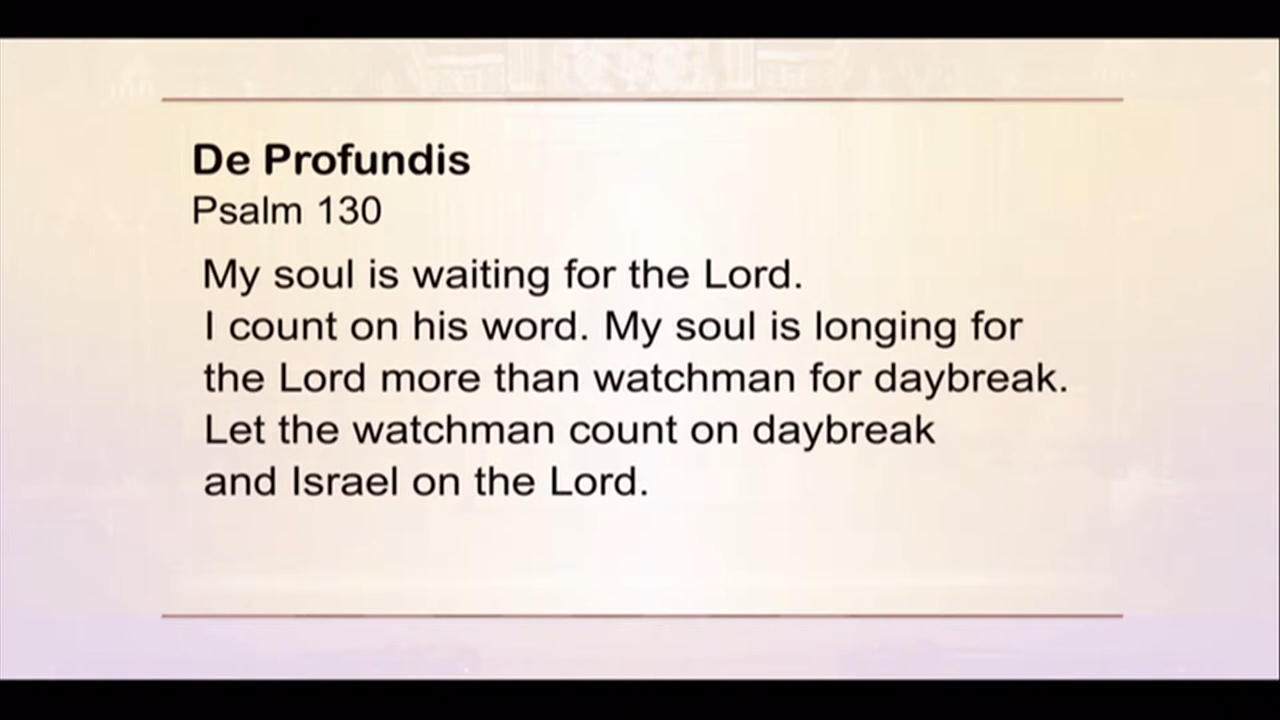 De Profundis
Psalm 130
My soul is waiting for the Lord.
I count on his word. My soul is longing for
the Lord more than watchman for daybreak.
Let the watchman count on daybreak
and Israel on the Lord.